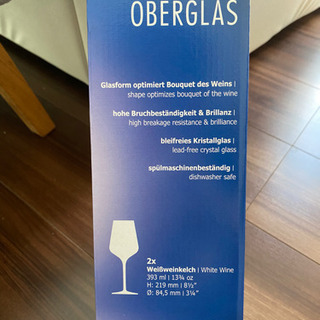 OBERGLAS
Glasform optimiert Bouquet des Weins |
shape optimizes bouquet of the wine
hohe Bruchbeständigkeit & Brillanz |
high breakage resistance & brilliance
bleifreies Kristallglas |
lead-free crystal glass
spülmaschinenbeständig |
dishwasher safe
2x
Weißweinkelch | White Wine
393 ml | 13¾ oz
H: 219 mm | 8½"
Ø: 84,5 mm | 3¼"